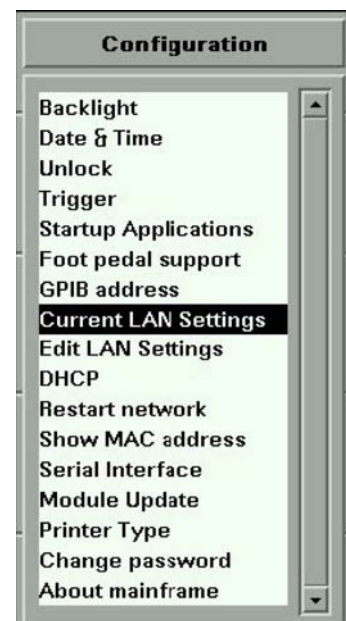 Configuration
Backlight
Date & Time
Unlock
Trigger
Startup Applications
Foot pedal support
GPIB address
Current LAN Settings
Edit LAN Settings
DHCP
Restart network
Show MAC address
Serial Interface
Module Update
Printer Type
Change password
About mainframe